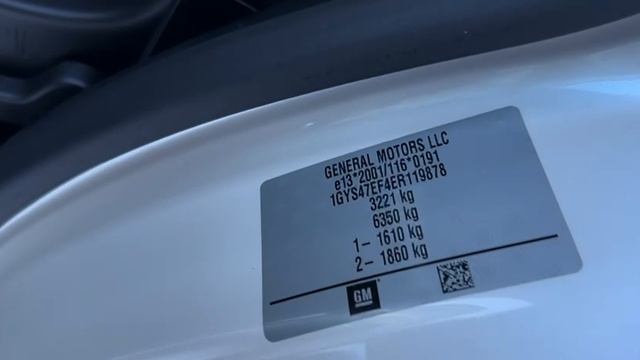 GENERAL MOTORS LLC
e13*2001/116*0191
1GYS47EF4ER119878
3221 kg
6350 kg
1- 1610 kg
2- 1860 kg
GM